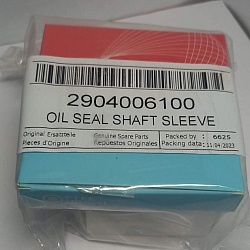 2904006100
OIL SEAL SHAFT SLEEVE
Original Ersatzteile Genuine Spare Parts Packed by : 6625
Pièces d'Origine Repuestos Originales Packing date: 11/04/2023